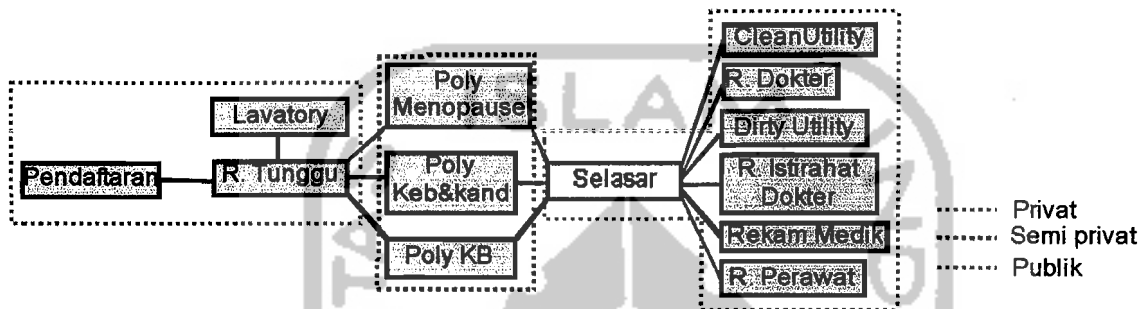 Pendaftaran
Lavatory
R. Tunggu
Poly
Menopause
Poly
Keb&kand
Poly KB
Selasar
CleanUtility
R. Dokter
Dirty Utility
R. Istirahat
Dokter
Rekam Medik
R. Perawat
Privat
Semi privat
Publik